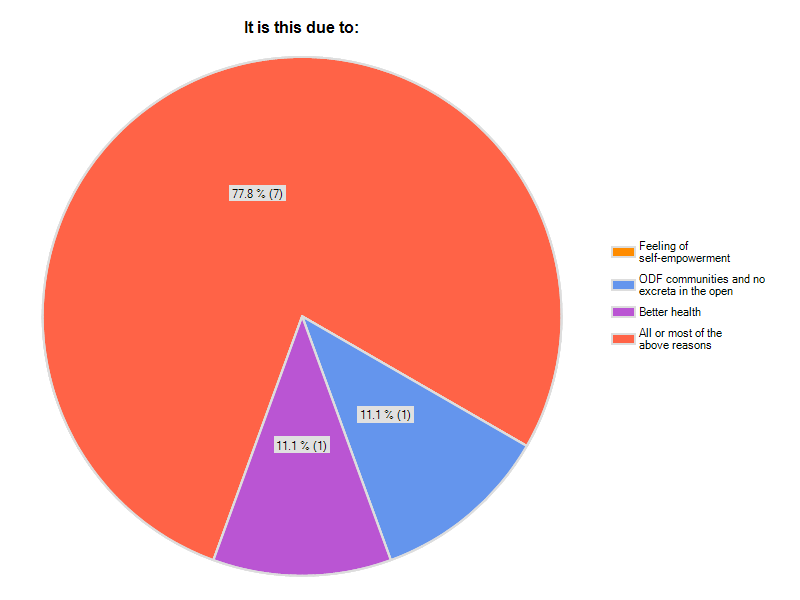 It is this due to:
77.8 % (7)
11.1 % (1)
11.1 % (1)
Feeling of
self-empowerment
ODF communities and no
excreta in the open
Better health
All or most of the
above reasons